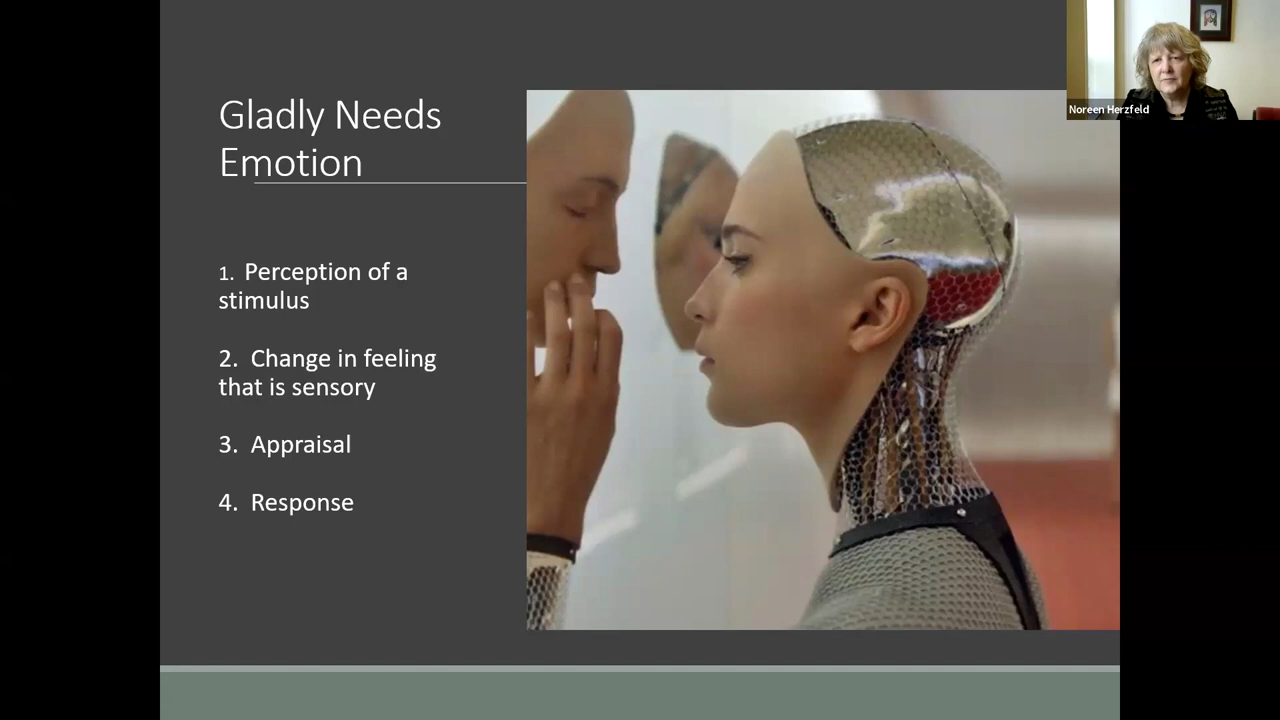 Gladly Needs
Emotion
1. Perception of a
stimulus
2. Change in feeling
that is sensory
3. Appraisal
4. Response
Noreen Herzfeld